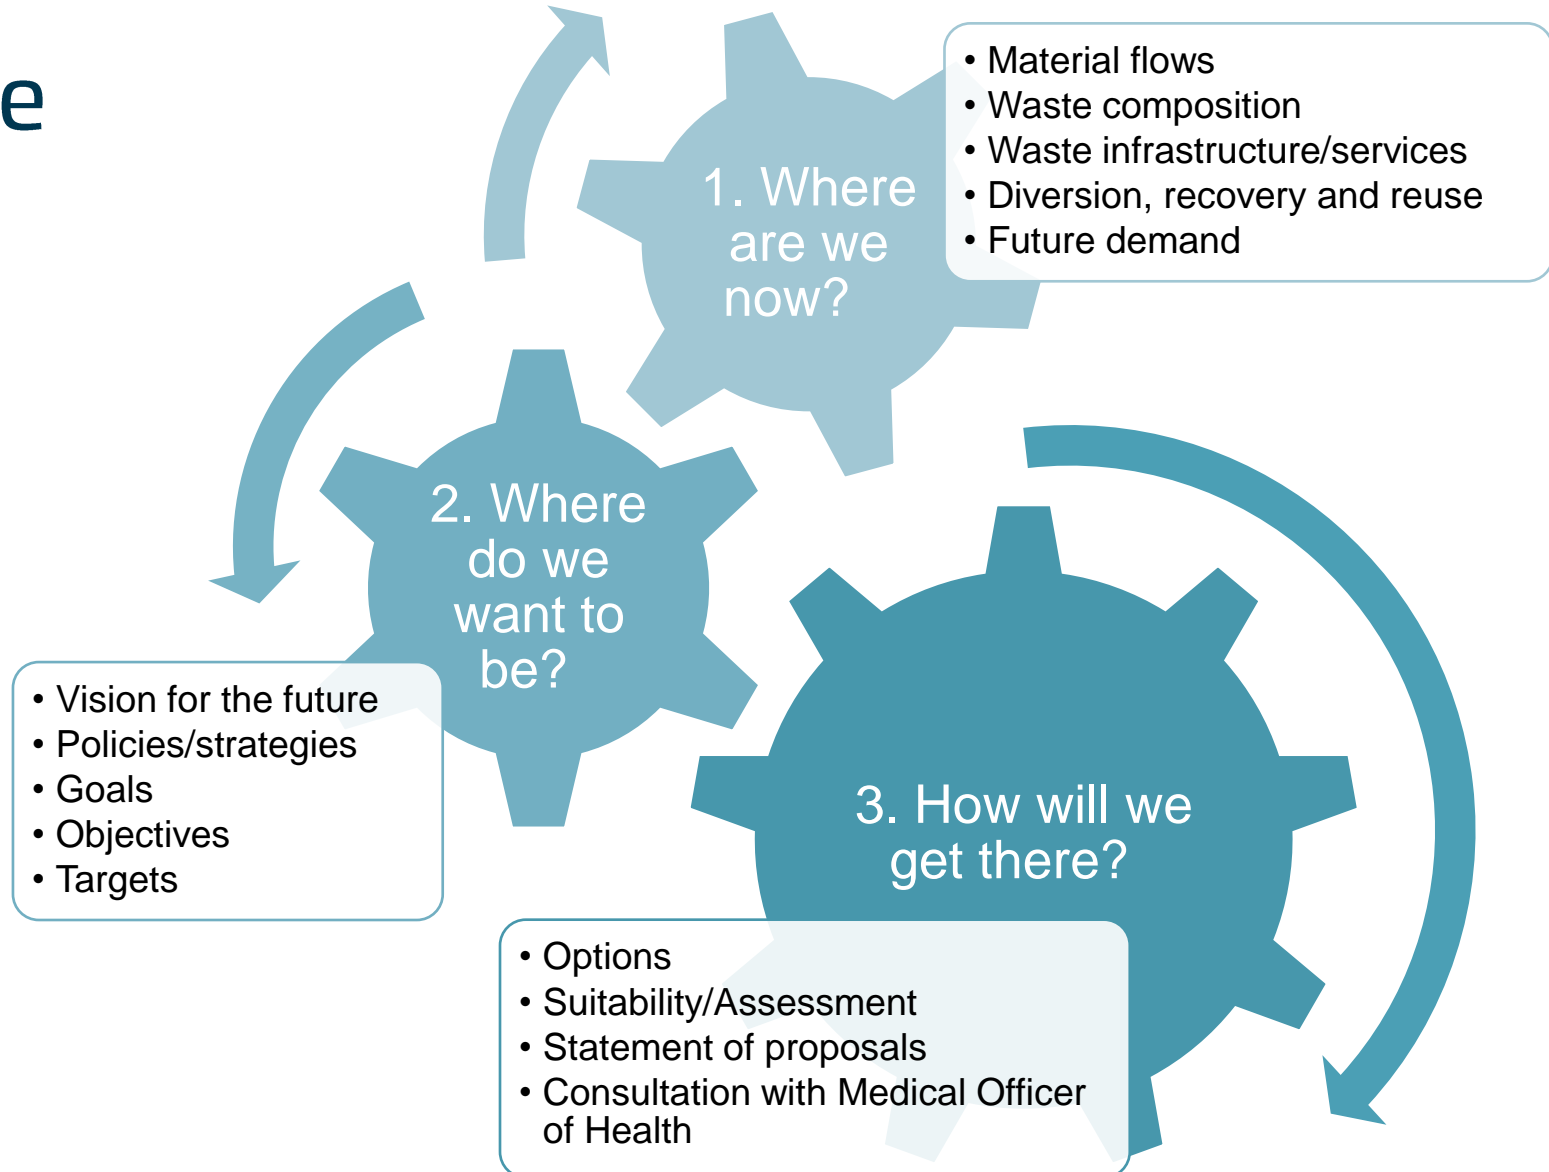 e
1. Where
are we
now?
• Material flows
• Waste composition
• Waste infrastructure/services
• Diversion, recovery and reuse
• Future demand
2. Where
do we
want to
be?
• Vision for the future
• Policies/strategies
• Goals
• Objectives
• Targets
3. How will we
get there?
• Options
• Suitability/Assessment
• Statement of proposals
• Consultation with Medical Officer
of Health